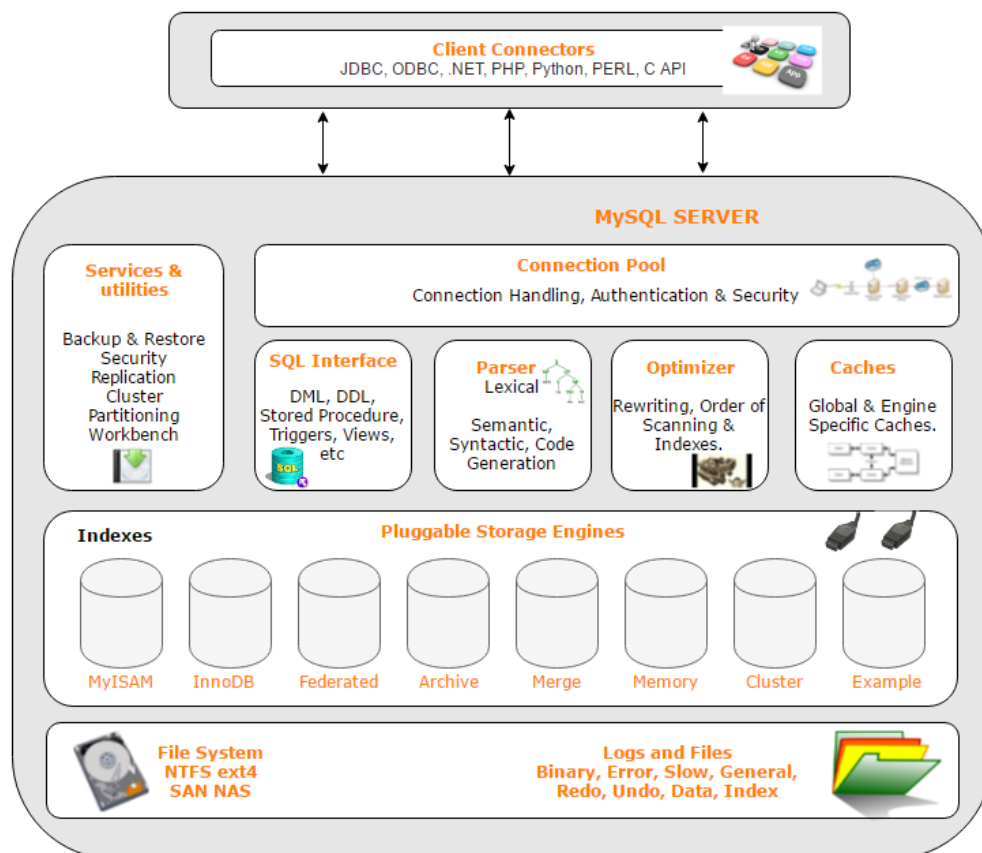 Client Connectors
JDBC, ODBC, .NET, PHP, Python, PERL, C API
APP
MySQL SERVER
Services &
utilities
Backup & Restore
Security
Replication
Cluster
Partitioning
Workbench
Connection Pool
Connection Handling, Authentication & Security
SQL Interface
DML, DDL,
Stored Procedure,
Triggers, Views,
etc
SQL
Parser
Lexical
Semantic,
Syntactic, Code
Generation
Optimizer
Rewriting, Order of
Scanning &
Indexes.
Caches
Global & Engine
Specific Caches.
Indexes
Pluggable Storage Engines
MyISAM
InnoDB
Federated
Archive
Merge
Memory
Cluster
Example
File System
NTFS ext4
SAN NAS
Logs and Files
Binary, Error, Slow, General,
Redo, Undo, Data, Index